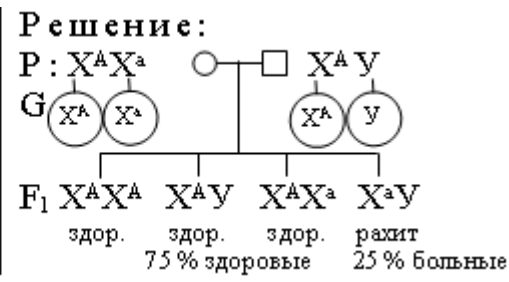 Решение:
Р : XᴬXᵃ XᴬУ
G Xᴬ Xᵃ Xᴬ У
F₁ XᴬXᴬ XᴬУ XᴬXᵃ XᵃУ
здор. здор. здор. рахит
75 % здоровые 25 % больные